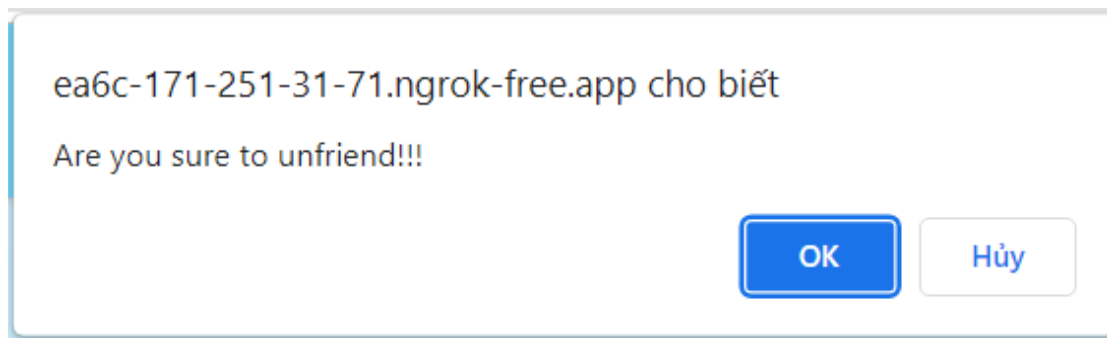 ea6c-171-251-31-71.ngrok-free.app cho biết
Are you sure to unfriend!!!
OK Hủy